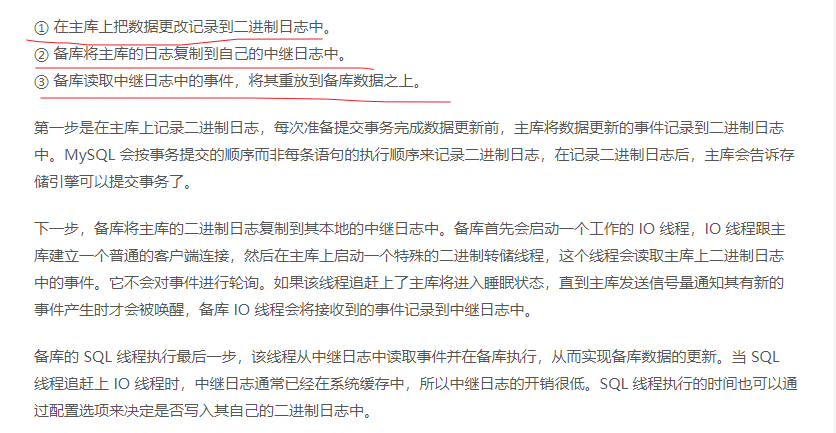 ① 在主库上把数据更改记录到二进制日志中。
② 备库将主库的日志复制到自己的中继日志中。
③ 备库读取中继日志中的事件，将其重放到备库数据之上。
第一步是在主库上记录二进制日志，每次准备提交事务完成数据更新前，主库将数据更新的事件记录到二进制日志
中。MySQL 会按事务提交的顺序而非每条语句的执行顺序来记录二进制日志，在记录二进制日志后，主库会告诉存
储引擎可以提交事务了。
下一步，备库将主库的二进制日志复制到其本地的中继日志中。备库首先会启动一个工作的 IO 线程，IO 线程跟主
库建立一个普通的客户端连接，然后在主库上启动一个特殊的二进制转储线程，这个线程会读取主库上二进制日志
中的事件。它不会对事件进行轮询。如果该线程追赶上了主库将进入睡眠状态，直到主库发送信号量通知其有新的
事件产生时才会被唤醒，备库 IO 线程会将接收到的事件记录到中继日志中。
备库的 SQL 线程执行最后一步，该线程从中继日志中读取事件并在备库执行，从而实现备库数据的更新。当 SQL
线程追赶上 IO 线程时，中继日志通常已经在系统缓存中，所以中继日志的开销很低。SQL 线程执行的时间也可以通
过配置选项来决定是否写入其自己的二进制日志中。